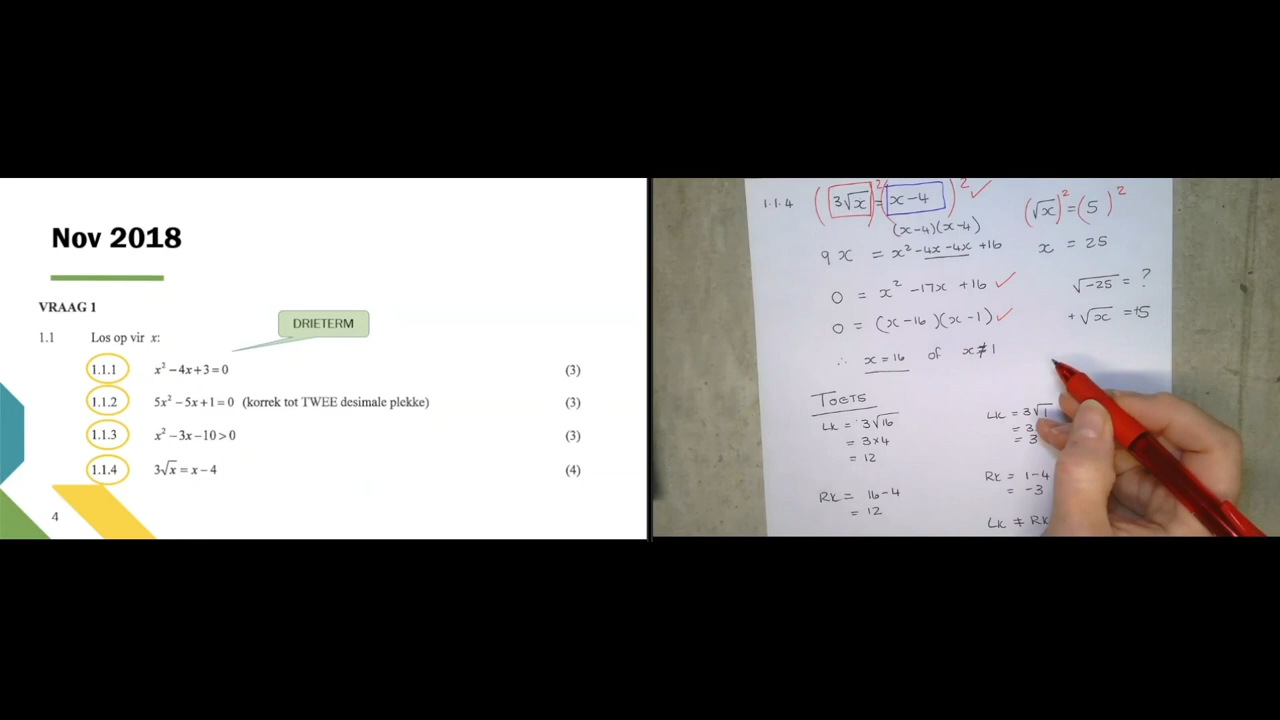 Nov 2018
VRAAG 1
1.1 Los op vir x:
DRIETERM
1.1.1 x² − 4x + 3 = 0 (3)
1.1.2 5x² − 5x + 1 = 0 (korrek tot TWEE desimale plekke) (3)
1.1.3 x² − 3x − 10 > 0 (3)
1.1.4 3√x = x − 4 (4)
4
1.1.4 (3√x)² = (x−4)² ✓
(x−4)(x−4)
9x = x² −4x −4x +16
0 = x² −17x +16 ✓
0 = (x−16)(x−1) ✓
∴ x = 16 of x ≠ 1
TOETS
LK = 3√16
= 3×4
= 12
RK = 16−4
= 12
LK = 3√1
= 3
= 3
RK = 1−4
= −3
LK ≠ RK
(√x)² = (5)²
x = 25
√−25 = ?
+√x = +5